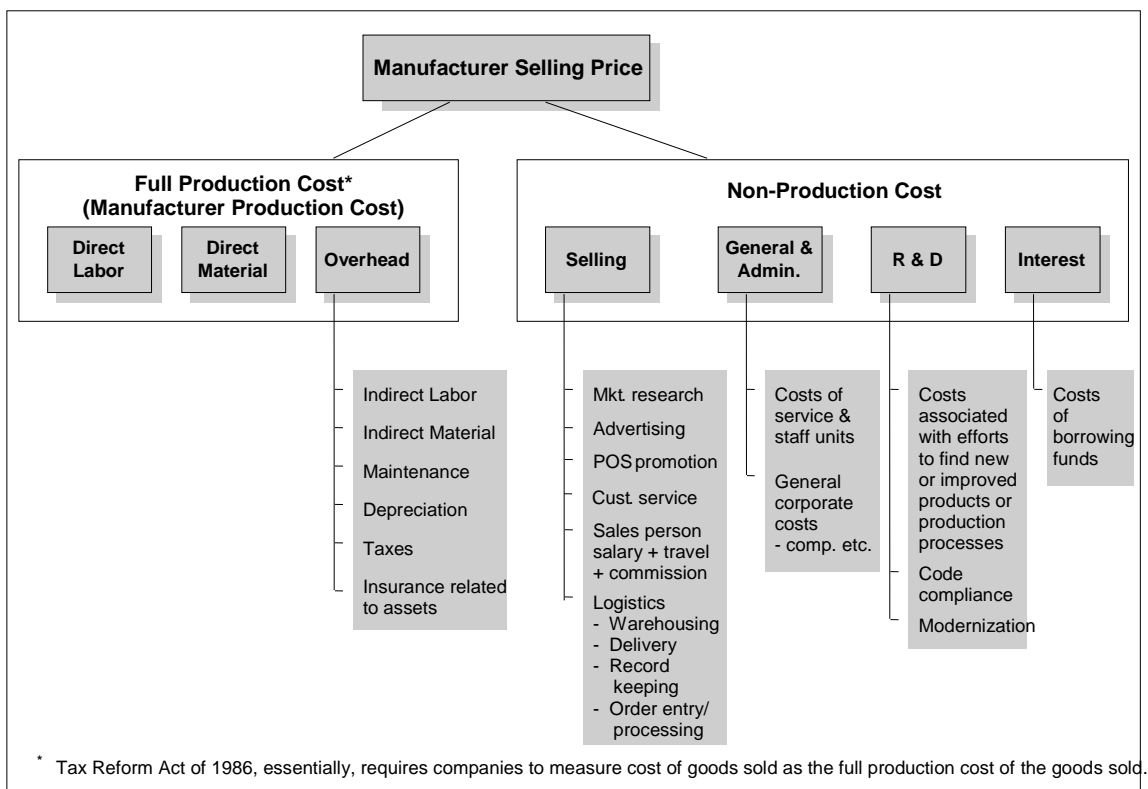 Manufacturer Selling Price
Full Production Cost*
(Manufacturer Production Cost)
Direct
Labor
Direct
Material
Overhead
Non-Production Cost
Selling
General &
Admin.
R & D
Interest
Indirect Labor
Indirect Material
Maintenance
Depreciation
Taxes
Insurance related
to assets
Mkt. research
Advertising
POS promotion
Cust. service
Sales person
salary + travel
+ commission
Logistics
- Warehousing
- Delivery
- Record
keeping
- Order entry/
processing
Costs of
service &
staff units
General
corporate
costs
- comp. etc.
Costs
associated
with efforts
to find new
or improved
products or
production
processes
Code
compliance
Modernization
Costs
of
borrowing
funds
* Tax Reform Act of 1986, essentially, requires companies to measure cost of goods sold as the full production cost of the goods sold.